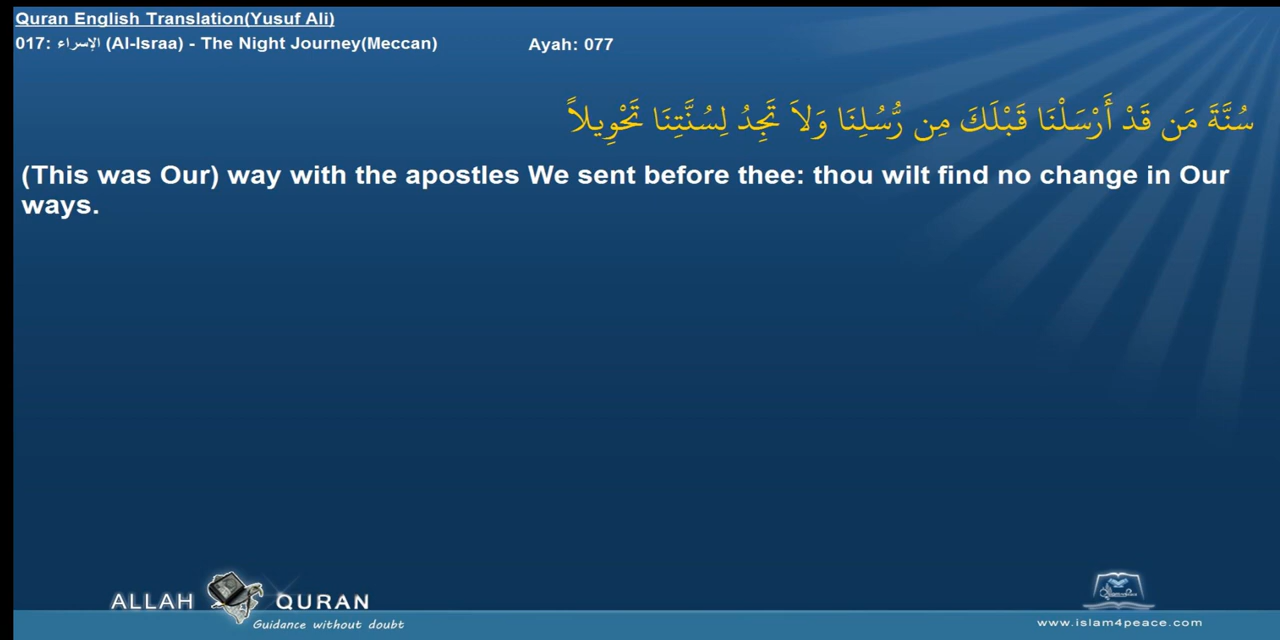 Quran English Translation(Yusuf Ali)
017: الإسراء (Al-Israa) - The Night Journey(Meccan) Ayah: 077
سُنَّةَ مَن قَدْ أَرْسَلْنَا قَبْلَكَ مِن رُّسُلِنَا وَلاَ تَجِدُ لِسُنَّتِنَا تَحْوِيلاً
(This was Our) way with the apostles We sent before thee: thou wilt find no change in Our
ways.
ALLAH QURAN
Guidance without doubt
www.islam4peace.com